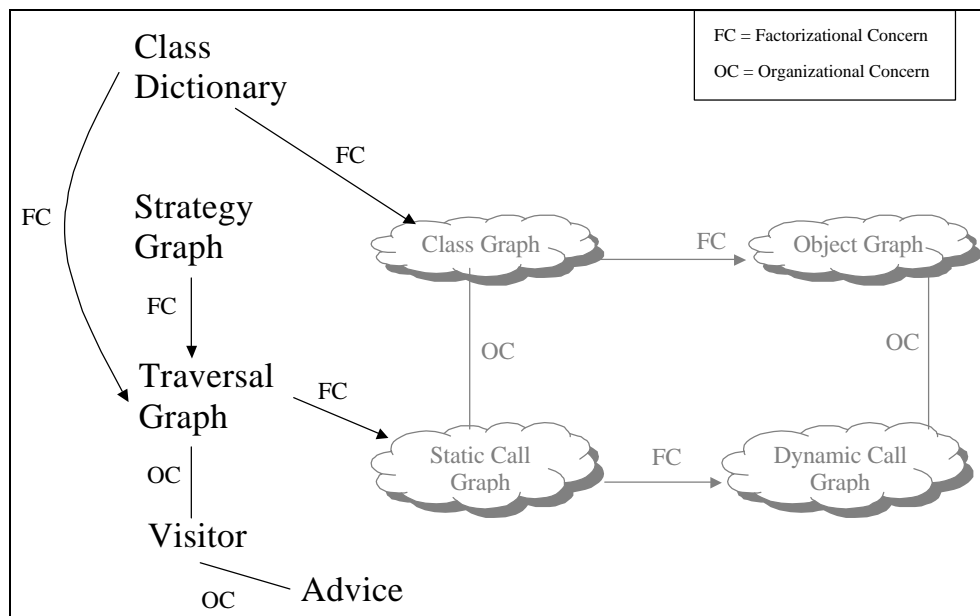 Class
Dictionary
FC = Factorizational Concern
OC = Organizational Concern
FC
FC
Strategy
Graph
Class Graph
FC
Object Graph
FC
OC
OC
Traversal
Graph
FC
OC
Static Call
Graph
FC
Dynamic Call
Graph
Visitor
OC
Advice